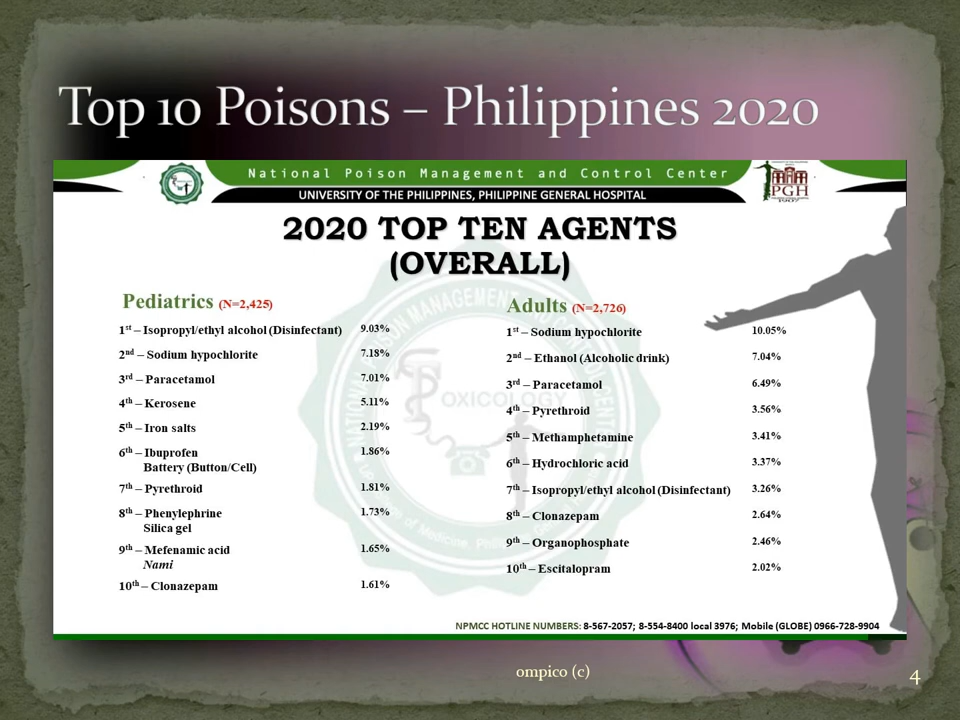 Top 10 Poisons – Philippines 2020
National Poison Management and Control Center
UNIVERSITY OF THE PHILIPPINES, PHILIPPINE GENERAL HOSPITAL
PGH
1907
2020 TOP TEN AGENTS
(OVERALL)
Pediatrics (N=2,425)
1st – Isopropyl/ethyl alcohol (Disinfectant) 9.03%
2nd – Sodium hypochlorite 7.18%
3rd – Paracetamol 7.01%
4th – Kerosene 5.11%
5th – Iron salts 2.19%
6th – Ibuprofen 1.86%
Battery (Button/Cell)
7th – Pyrethroid 1.81%
8th – Phenylephrine 1.73%
Silica gel
9th – Mefenamic acid 1.65%
Nami
10th – Clonazepam 1.61%
Adults (N=2,726)
1st – Sodium hypochlorite 10.05%
2nd – Ethanol (Alcoholic drink) 7.04%
3rd – Paracetamol 6.49%
4th – Pyrethroid 3.56%
5th – Methamphetamine 3.41%
6th – Hydrochloric acid 3.37%
7th – Isopropyl/ethyl alcohol (Disinfectant) 3.26%
8th – Clonazepam 2.64%
9th – Organophosphate 2.46%
10th – Escitalopram 2.02%
TOXICOLOGY
NPMCC HOTLINE NUMBERS: 8-567-2057; 8-554-8400 local 3976; Mobile (GLOBE) 0966-728-9904
ompico (c)
4